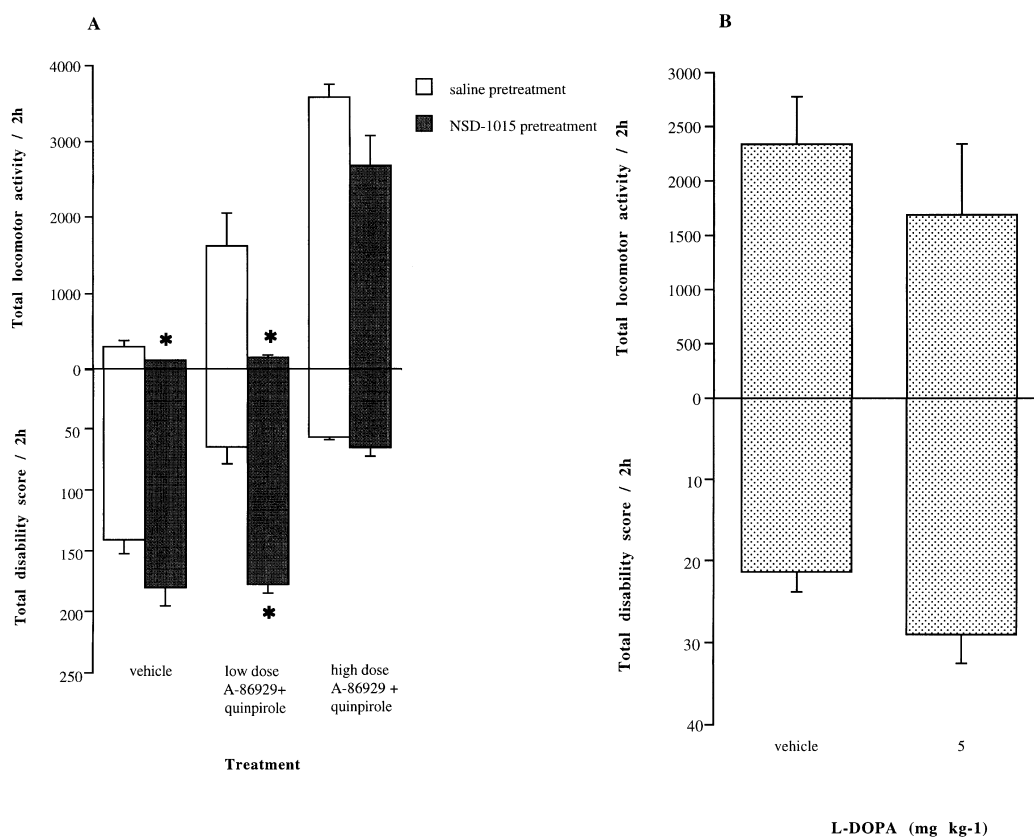 A
4000
3000
2000
1000
0
50
100
150
200
250
Total locomotor activity / 2h
Total disability score / 2h
saline pretreatment
NSD-1015 pretreatment
*
*
*
vehicle
low dose
A-86929+
quinpirole
high dose
A-86929 +
quinpirole
Treatment
B
3000
2500
2000
1500
1000
500
0
10
20
30
40
Total locomotor activity / 2h
Total disability score / 2h
vehicle
5
L-DOPA (mg kg-1)